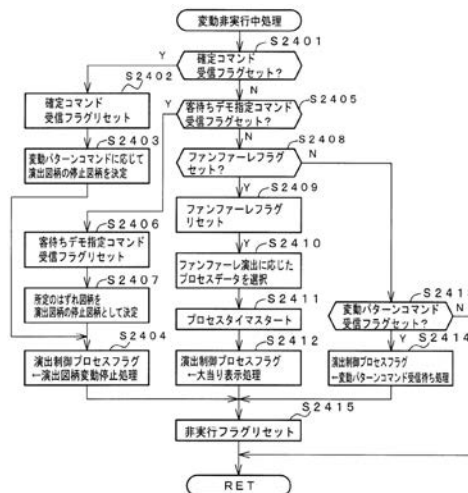 変動非実行中処理
S2401
確定コマンド
受信フラグセット?
Y
N
S2402
確定コマンド
受信フラグリセット
S2403
変動パターンコマンドに応じて
演出図柄の停止図柄を決定
Y
S2405
客待ちデモ指定コマンド
受信フラグセット?
N
S2408
ファンファーレフラグ
セット?
N
Y
S2409
ファンファーレフラグ
リセット
Y
S2410
ファンファーレ演出に応じた
プロセスデータを選択
S2411
プロセスタイマスタート
S2412
演出制御プロセスフラグ
←大当り表示処理
S2406
客待ちデモ指定コマンド
受信フラグリセット
S2407
所定のはずれ図柄を
演出図柄の停止図柄として決定
S2404
演出制御プロセスフラグ
←演出図柄変動停止処理
S2413
変動パターンコマンド
受信フラグセット?
N
Y
S2414
演出制御プロセスフラグ
←変動パターンコマンド受信待ち処理
S2415
非実行フラグリセット
RET